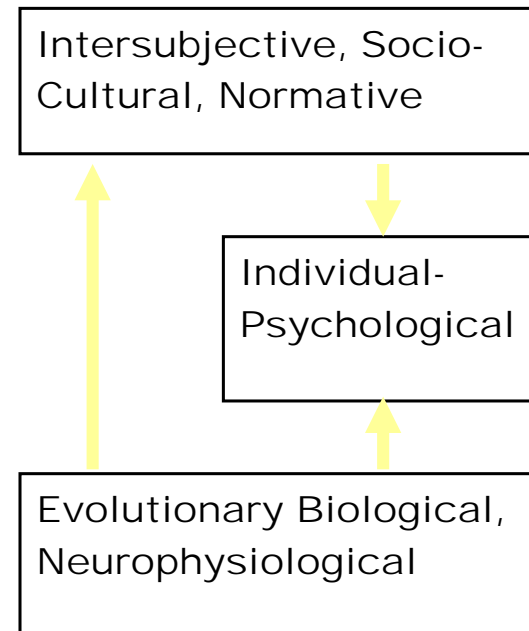 Intersubjective, Socio-
Cultural, Normative
Individual-
Psychological
Evolutionary Biological,
Neurophysiological